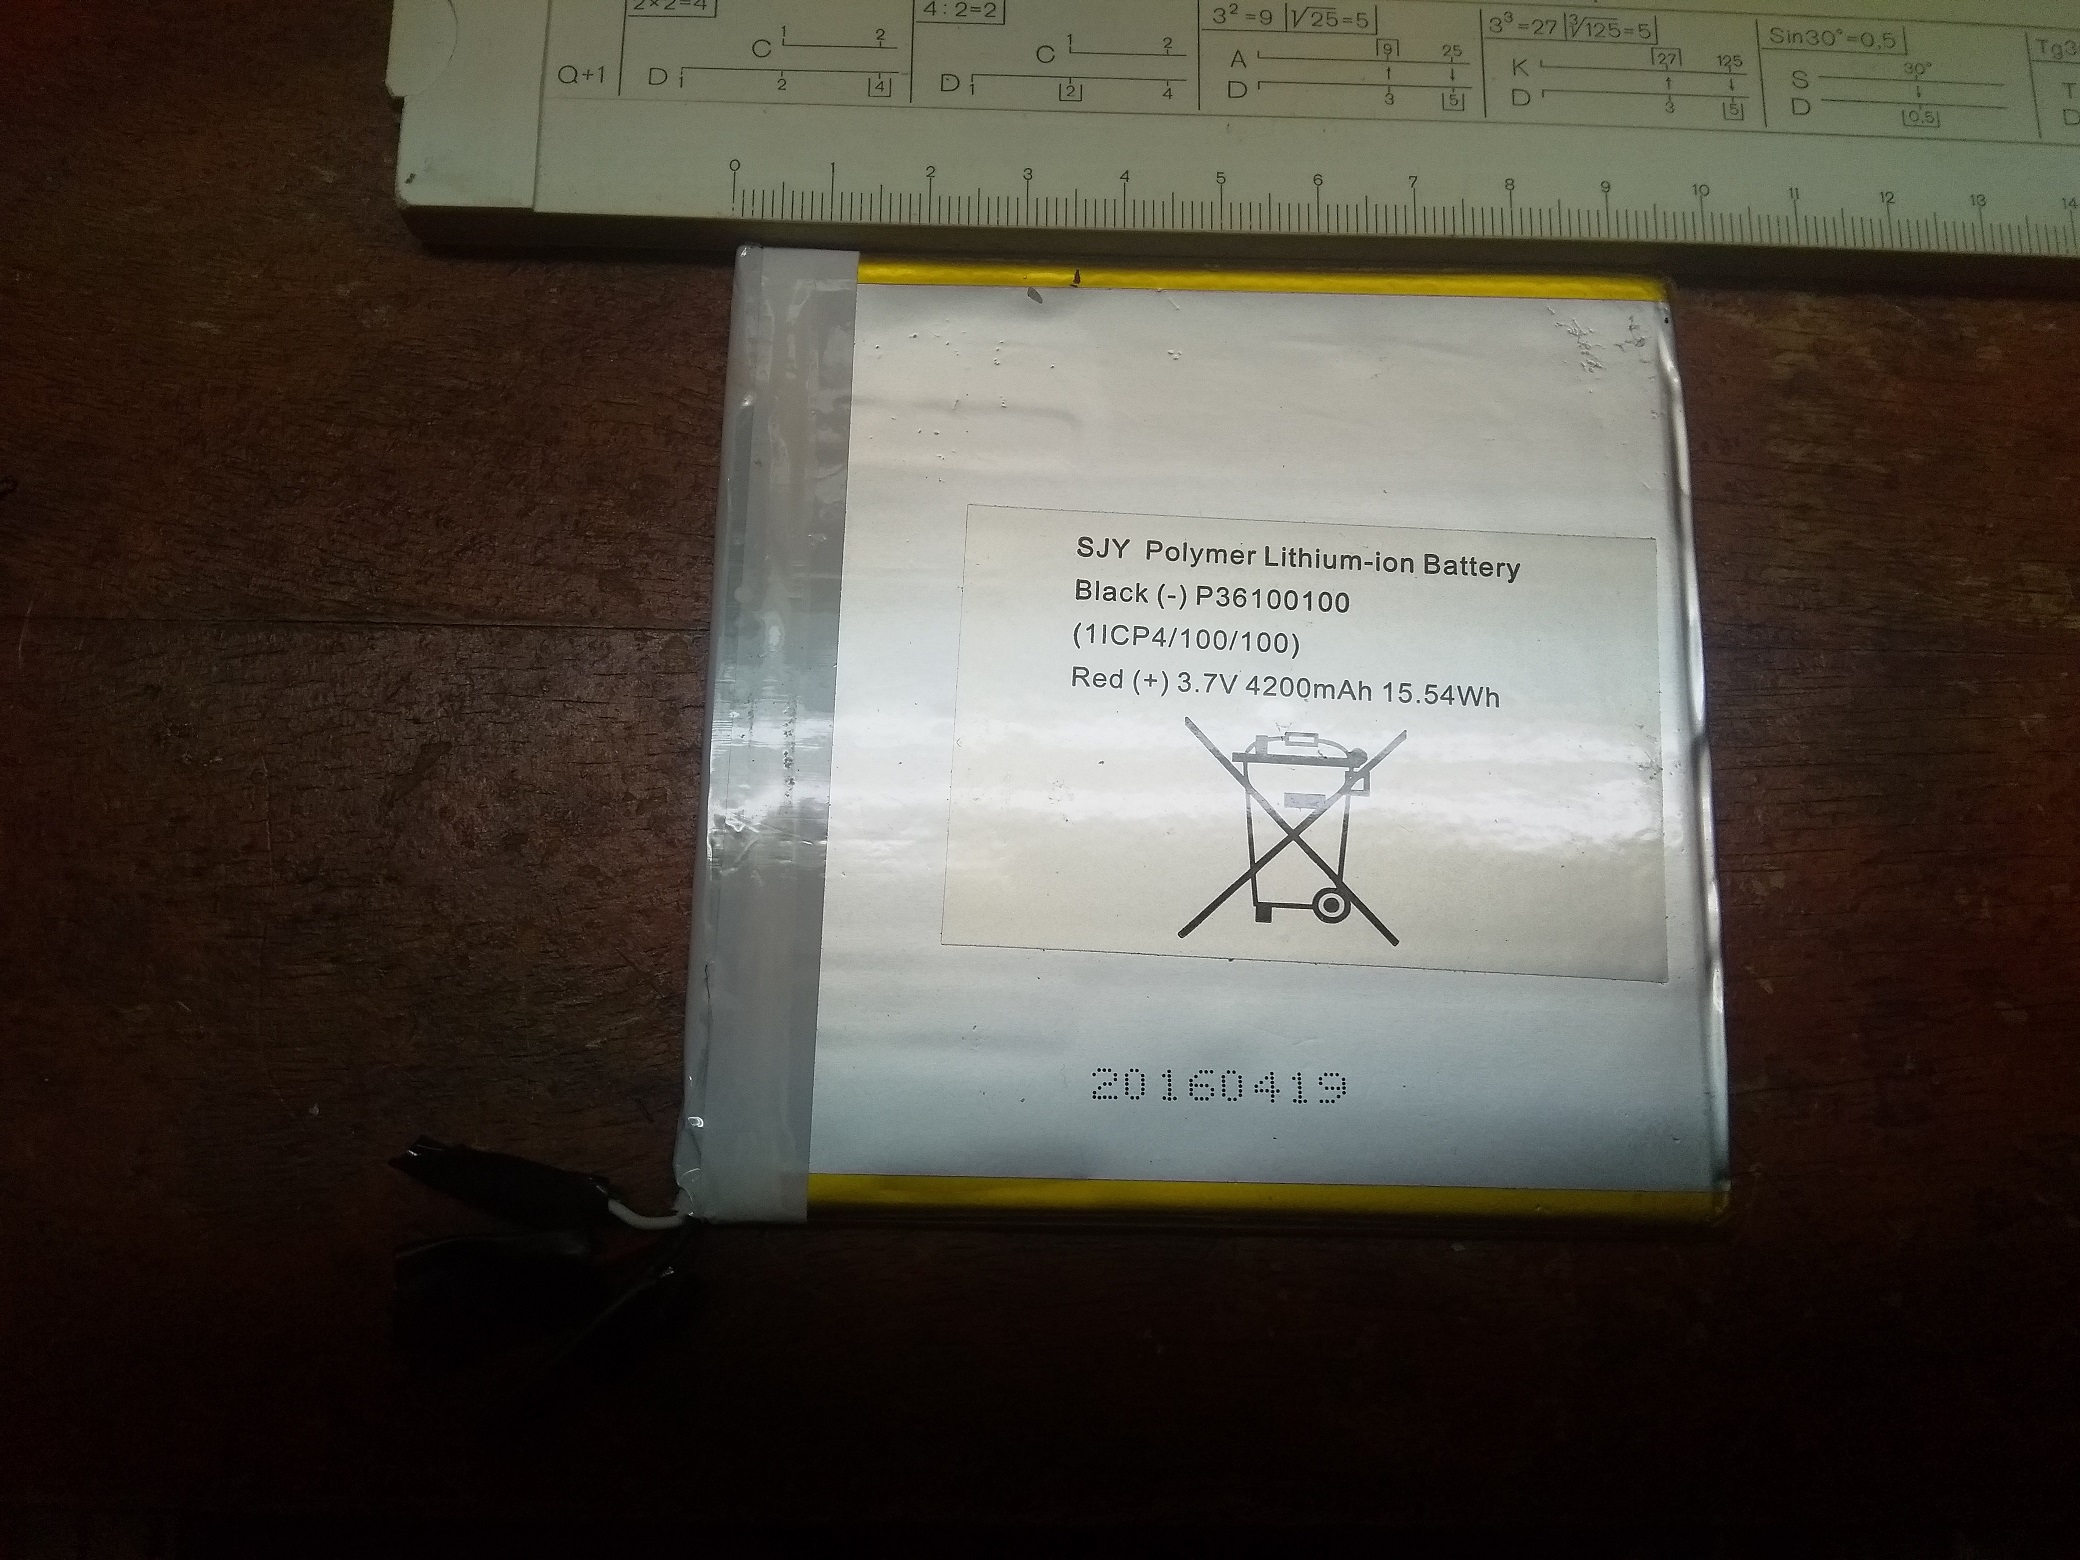 2×2=4
4:2=2
3²=9 √25=5
3³=27 ∛125=5
Sin30°=0,5
Q+1
C 1 2
D 1 2 4
C 1 2
D 1 2 4
A 9 25
D 3 5
K 27 125
D 3 5
S 30°
D 0,5
T
D
0 1 2 3 4 5 6 7 8 9 10 11 12 13 14
SJY Polymer Lithium-ion Battery
Black (-) P36100100
(1ICP4/100/100)
Red (+) 3.7V 4200mAh 15.54Wh
20160419